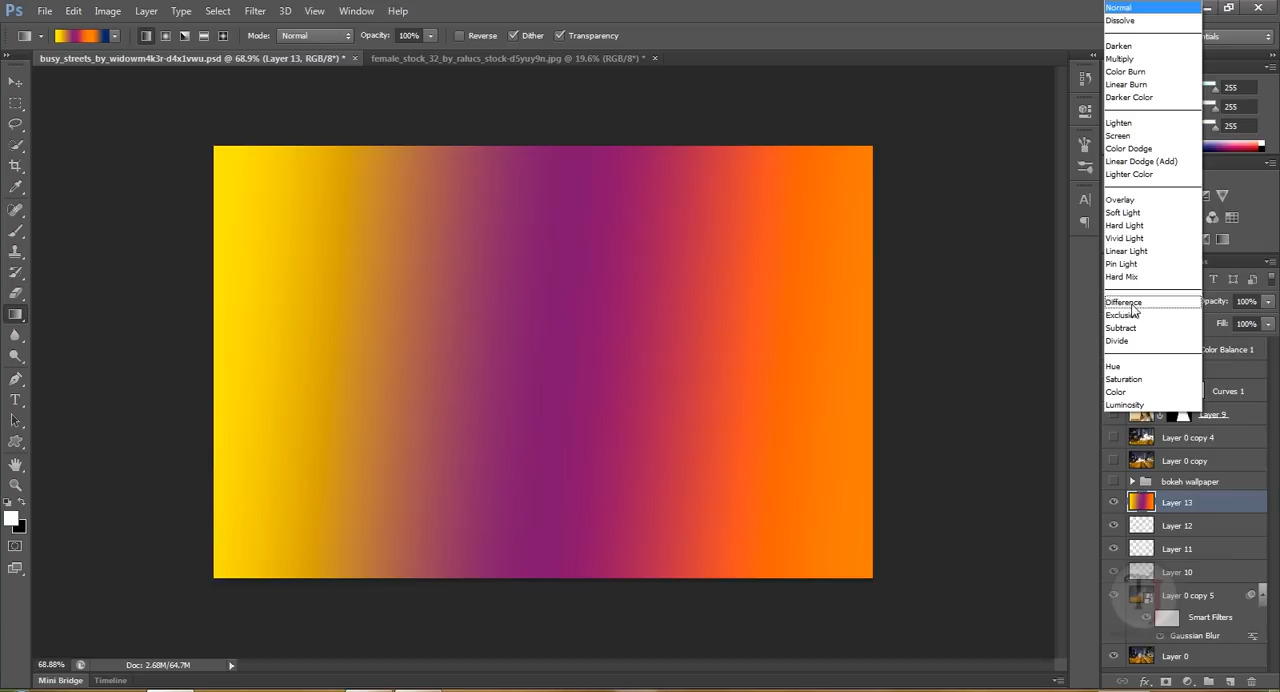 Ps File Edit Image Layer Type Select Filter 3D View Window Help
Normal
Dissolve
Darken
Multiply
Color Burn
Linear Burn
Darker Color
Lighten
Screen
Color Dodge
Linear Dodge (Add)
Lighter Color
Overlay
Soft Light
Hard Light
Vivid Light
Linear Light
Pin Light
Hard Mix
Difference
Exclusion
Subtract
Divide
Hue
Saturation
Color
Luminosity
Mode: Normal Opacity: 100% Reverse Dither Transparency
busy_streets_by_widowm4k3r-d4x1vwu.psd @ 68.9% (Layer 13, RGB/8*) * × female_stock_32_by_ralucs_stock-d5yuy9n.jpg @ 19.6% (RGB/8*) * ×
255
255
255
Opacity: 100%
Fill: 100%
Color Balance 1
Curves 1
Layer 9
Layer 0 copy 4
Layer 0 copy
bokeh wallpaper
Layer 13
Layer 12
Layer 11
Layer 10
Layer 0 copy 5
Smart Filters
Gaussian Blur
Layer 0
68.88% Doc: 2.68M/64.7M
Mini Bridge Timeline